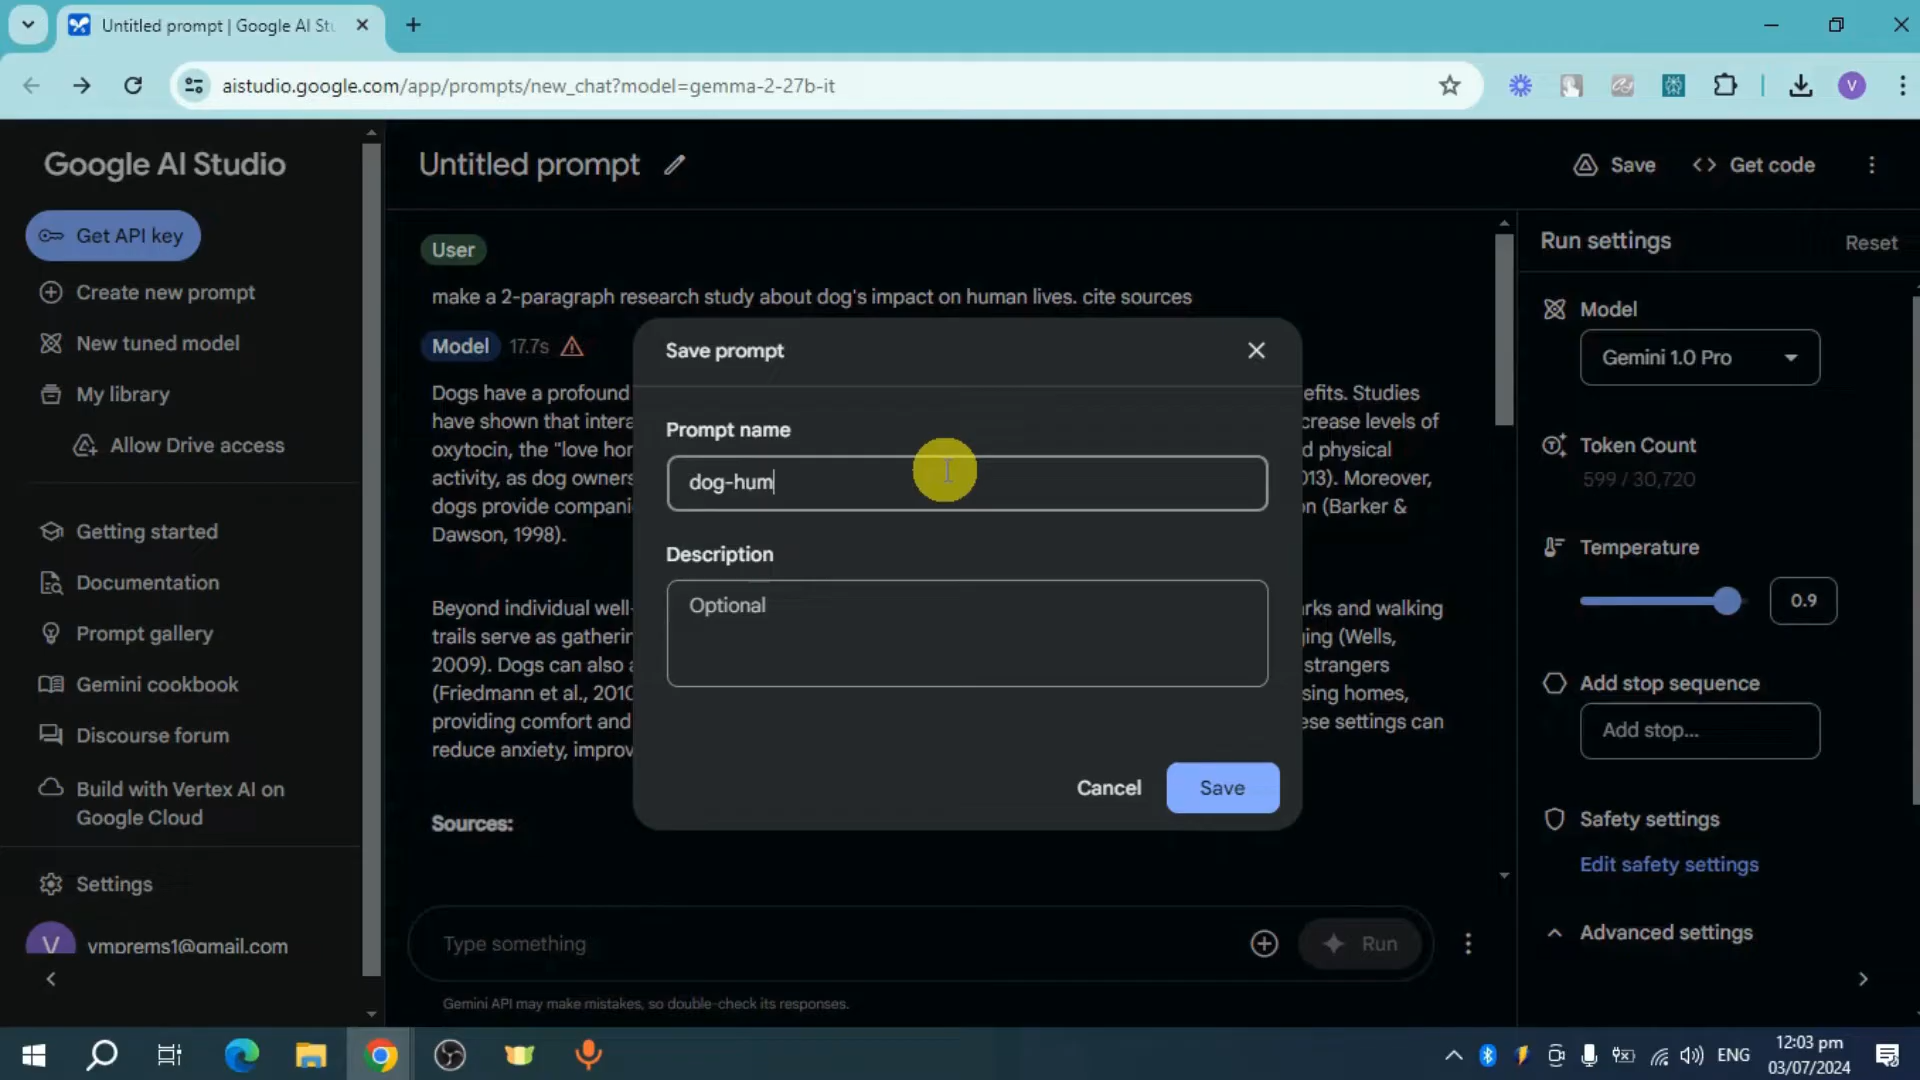 Untitled prompt | Google AI Stu
aistudio.google.com/app/prompts/new_chat?model=gemma-2-27b-it
V
Google AI Studio
Get API key
Create new prompt
New tuned model
My library
Allow Drive access
Getting started
Documentation
Prompt gallery
Gemini cookbook
Discourse forum
Build with Vertex AI on
Google Cloud
Settings
V vmprems1@gmail.com
Untitled prompt
Save
Get code
User
make a 2-paragraph research study about dog's impact on human lives. cite sources
Model 17.7s
Dogs have a profound efits. Studies
have shown that intera crease levels of
oxytocin, the "love hor d physical
activity, as dog owners 013). Moreover,
dogs provide compani on (Barker &
Dawson, 1998).
Beyond individual well- rks and walking
trails serve as gatherin ging (Wells,
2009). Dogs can also a strangers
(Friedmann et al., 2010 sing homes,
providing comfort and ese settings can
reduce anxiety, improv
Sources:
Save prompt
Prompt name
dog-hum
Description
Optional
Cancel
Save
Type something
Run
Gemini API may make mistakes, so double-check its responses.
Run settings
Reset
Model
Gemini 1.0 Pro
Token Count
599 / 30,720
Temperature
0.9
Add stop sequence
Add stop...
Safety settings
Edit safety settings
Advanced settings
ENG
12:03 pm
03/07/2024